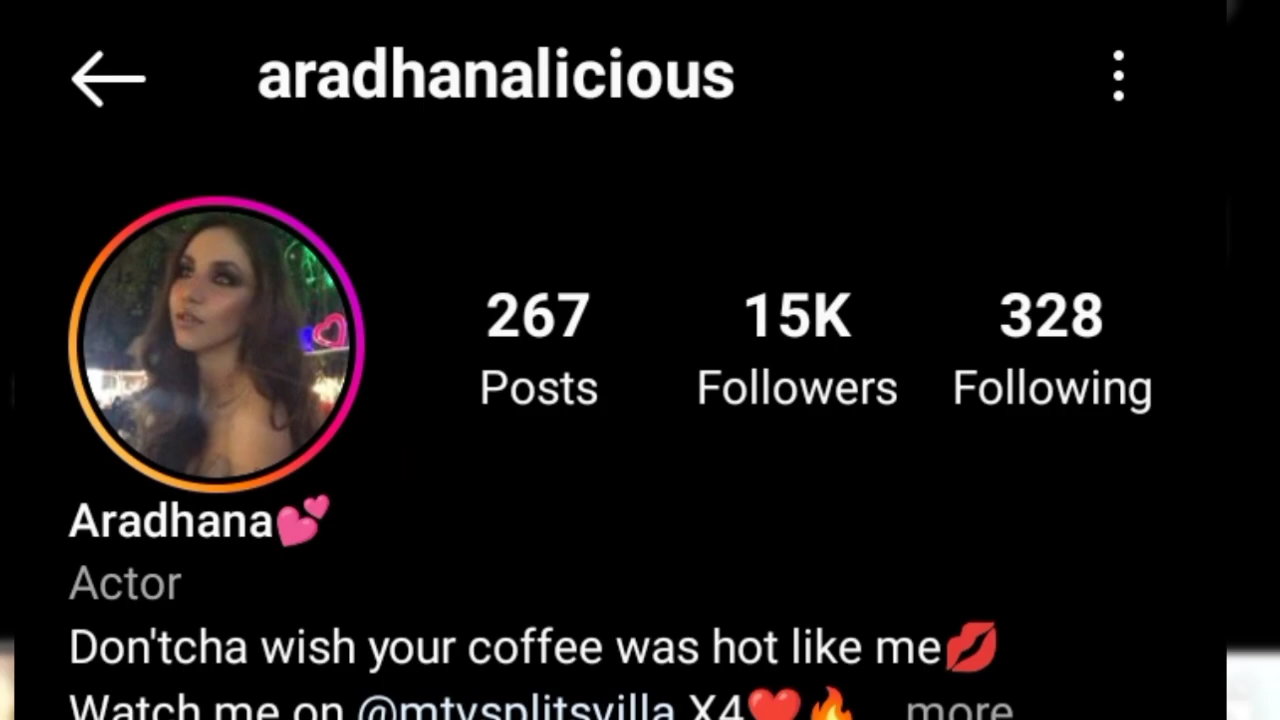 aradhanalicious
267 15K 328
Posts Followers Following
Aradhana💕
Actor
Don'tcha wish your coffee was hot like me💋
Watch me on @mtvsplitsvilla X4❤️🔥... more